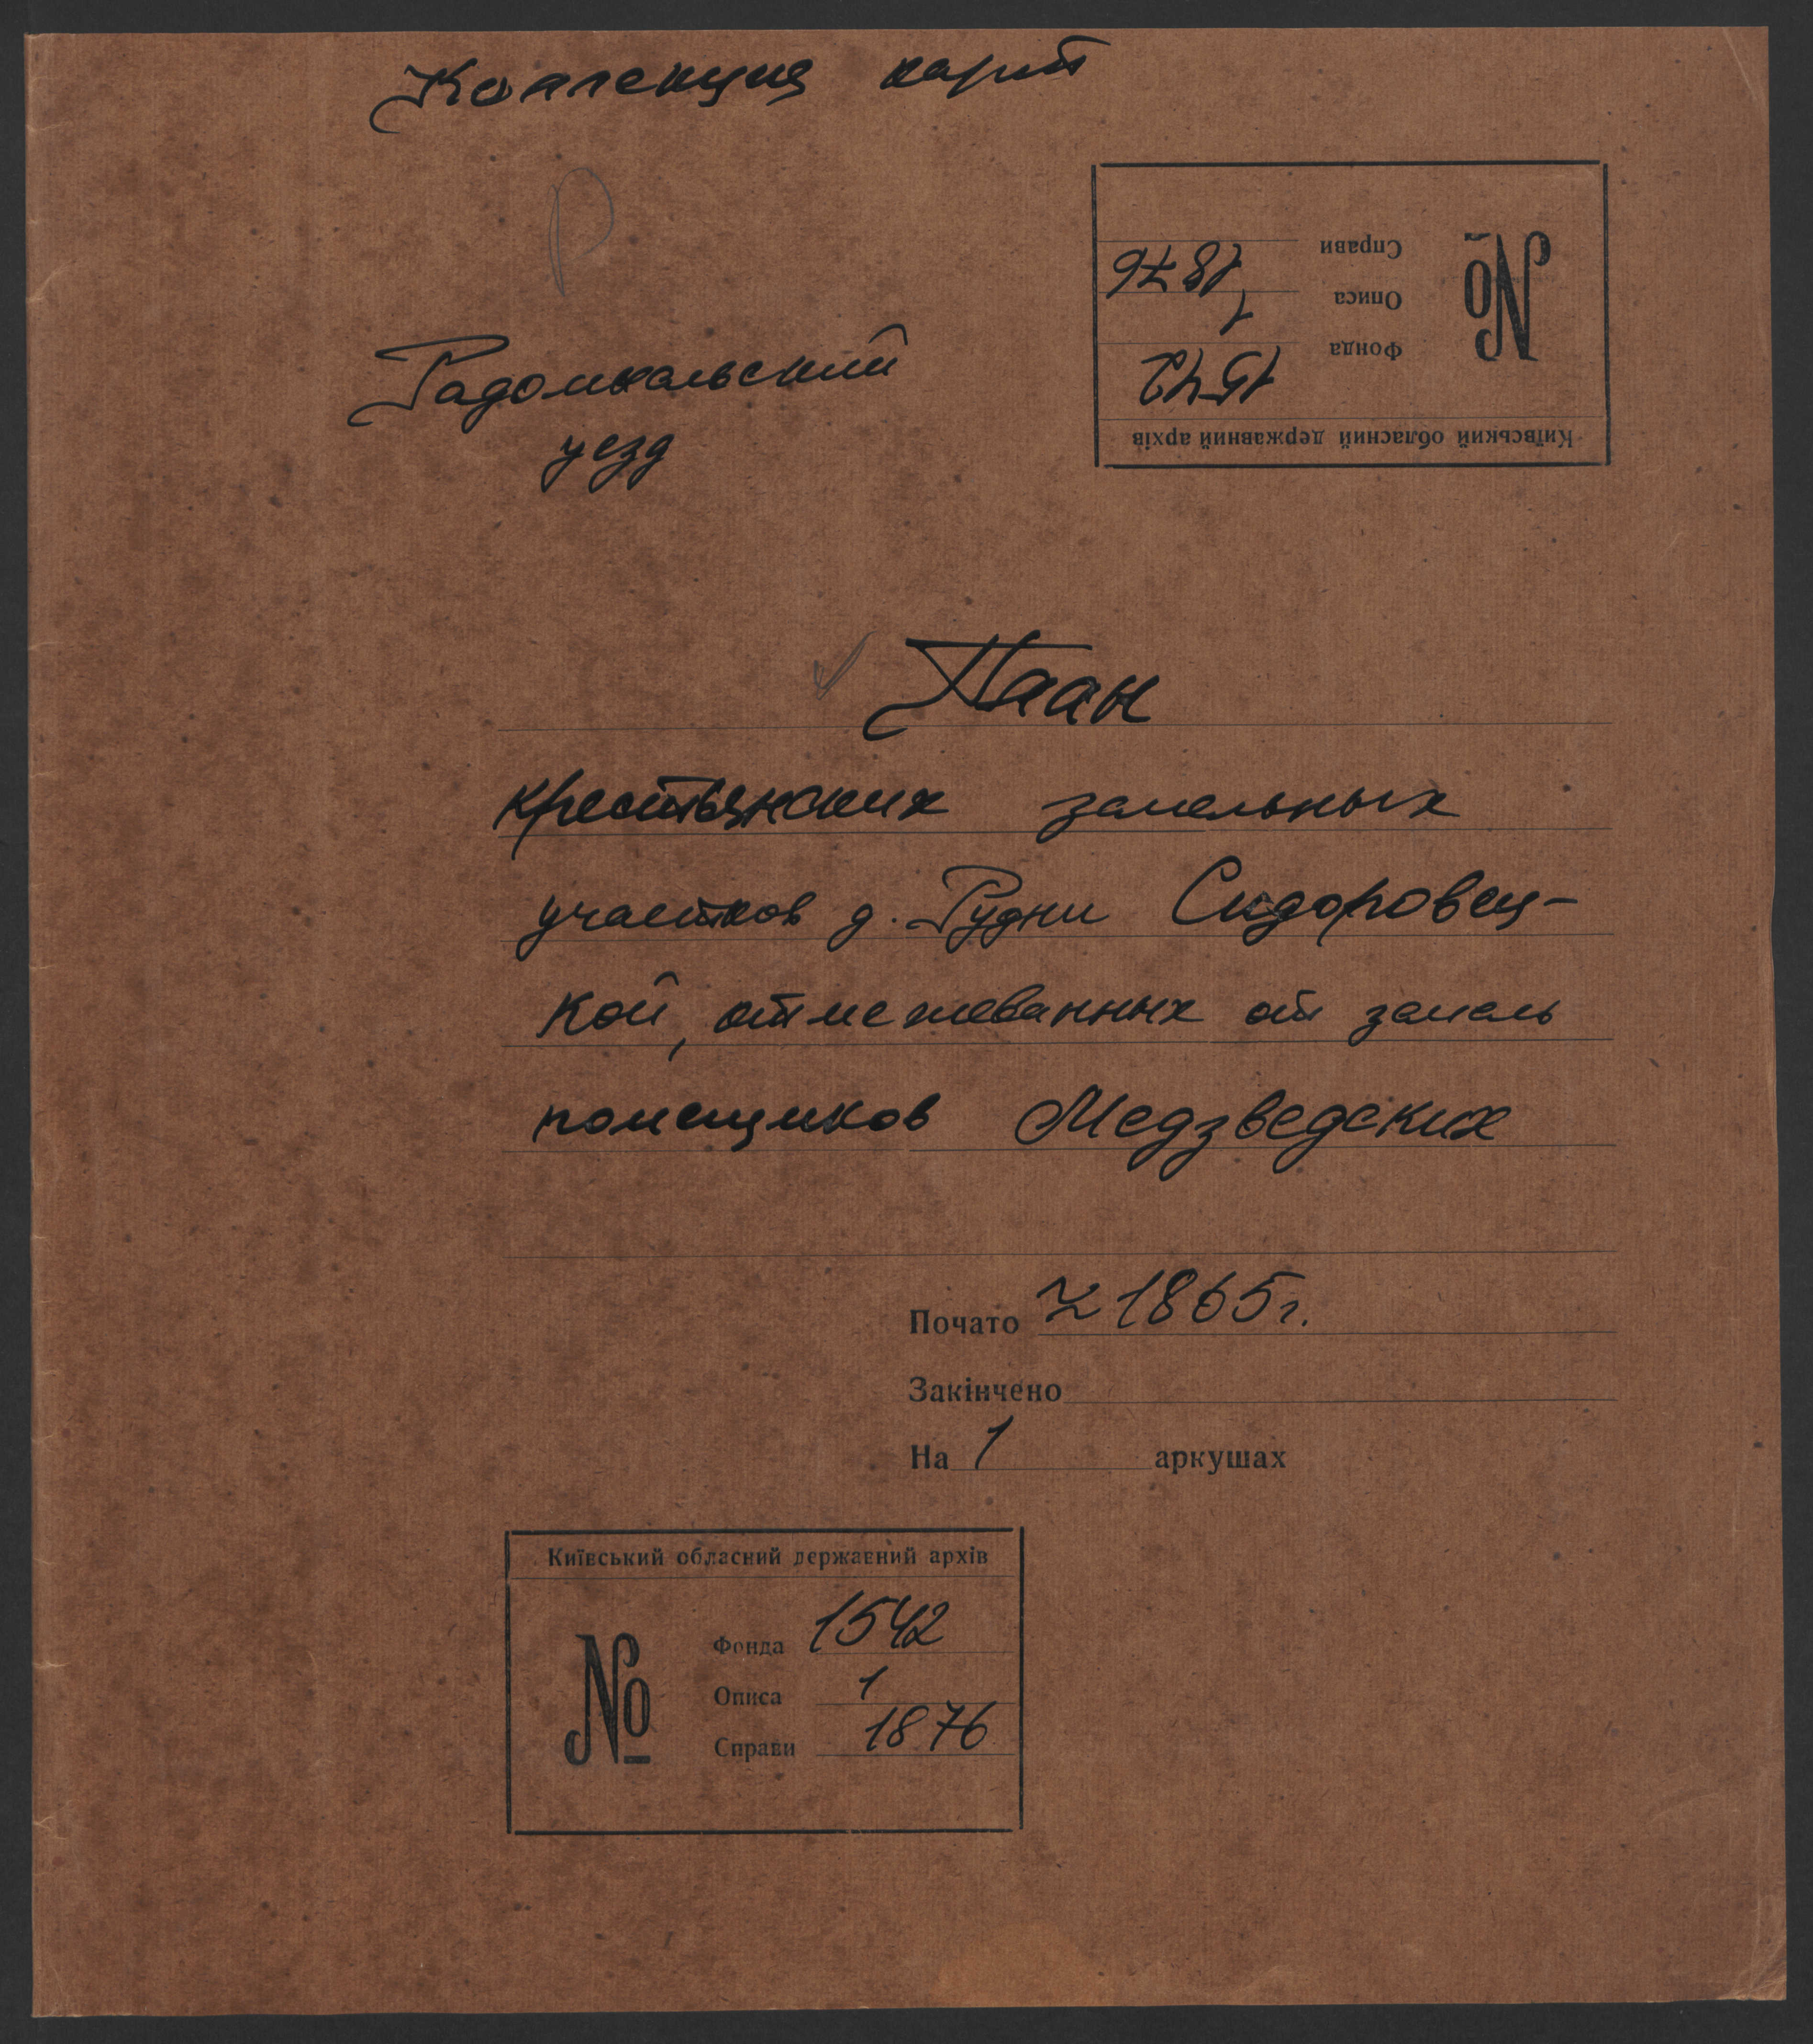 Коллекция карт
Р
Київський обласний державний архів
№
Фонда 1542
Описа 1
Справи 1876
Радомысльский
уезд
План
крестьянских земельных
участков д. Рудни Сидоровец-
кой, отмежеванных от земель
помещиков Медзведских
Почато ~ 1865 г.
Закінчено
На 1 аркушах
Київський обласний державний архів
№
Фонда 1542
Описа 1
Справи 1876